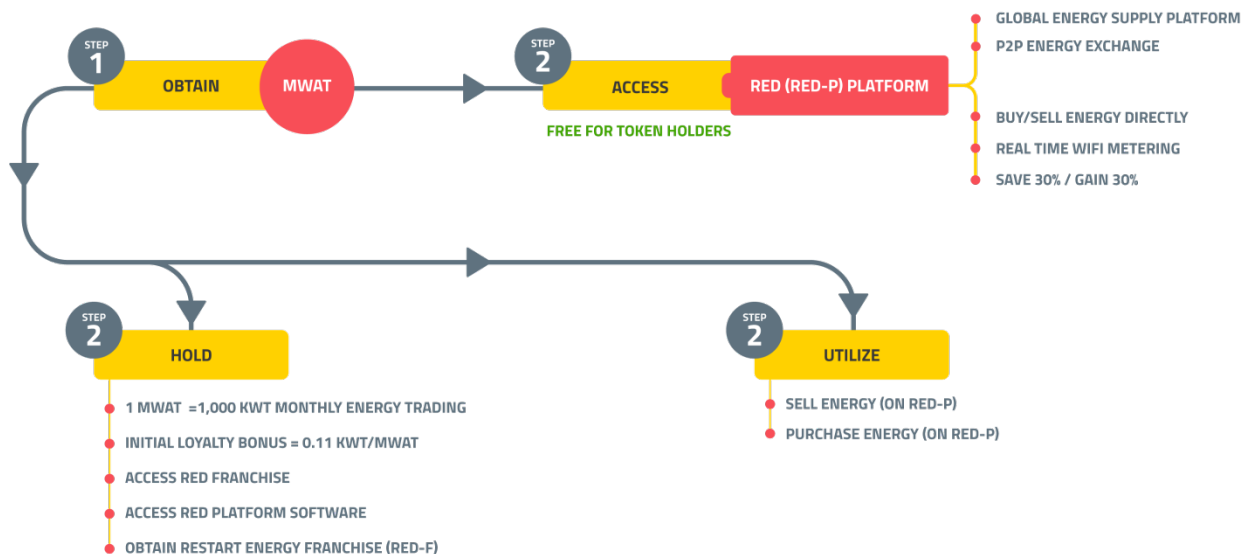 STEP
1
OBTAIN
MWAT
STEP
2
ACCESS
RED (RED-P) PLATFORM
FREE FOR TOKEN HOLDERS
GLOBAL ENERGY SUPPLY PLATFORM
P2P ENERGY EXCHANGE
BUY/SELL ENERGY DIRECTLY
REAL TIME WIFI METERING
SAVE 30% / GAIN 30%
STEP
2
HOLD
1 MWAT =1,000 KWT MONTHLY ENERGY TRADING
INITIAL LOYALTY BONUS = 0.11 KWT/MWAT
ACCESS RED FRANCHISE
ACCESS RED PLATFORM SOFTWARE
OBTAIN RESTART ENERGY FRANCHISE (RED-F)
STEP
2
UTILIZE
SELL ENERGY (ON RED-P)
PURCHASE ENERGY (ON RED-P)